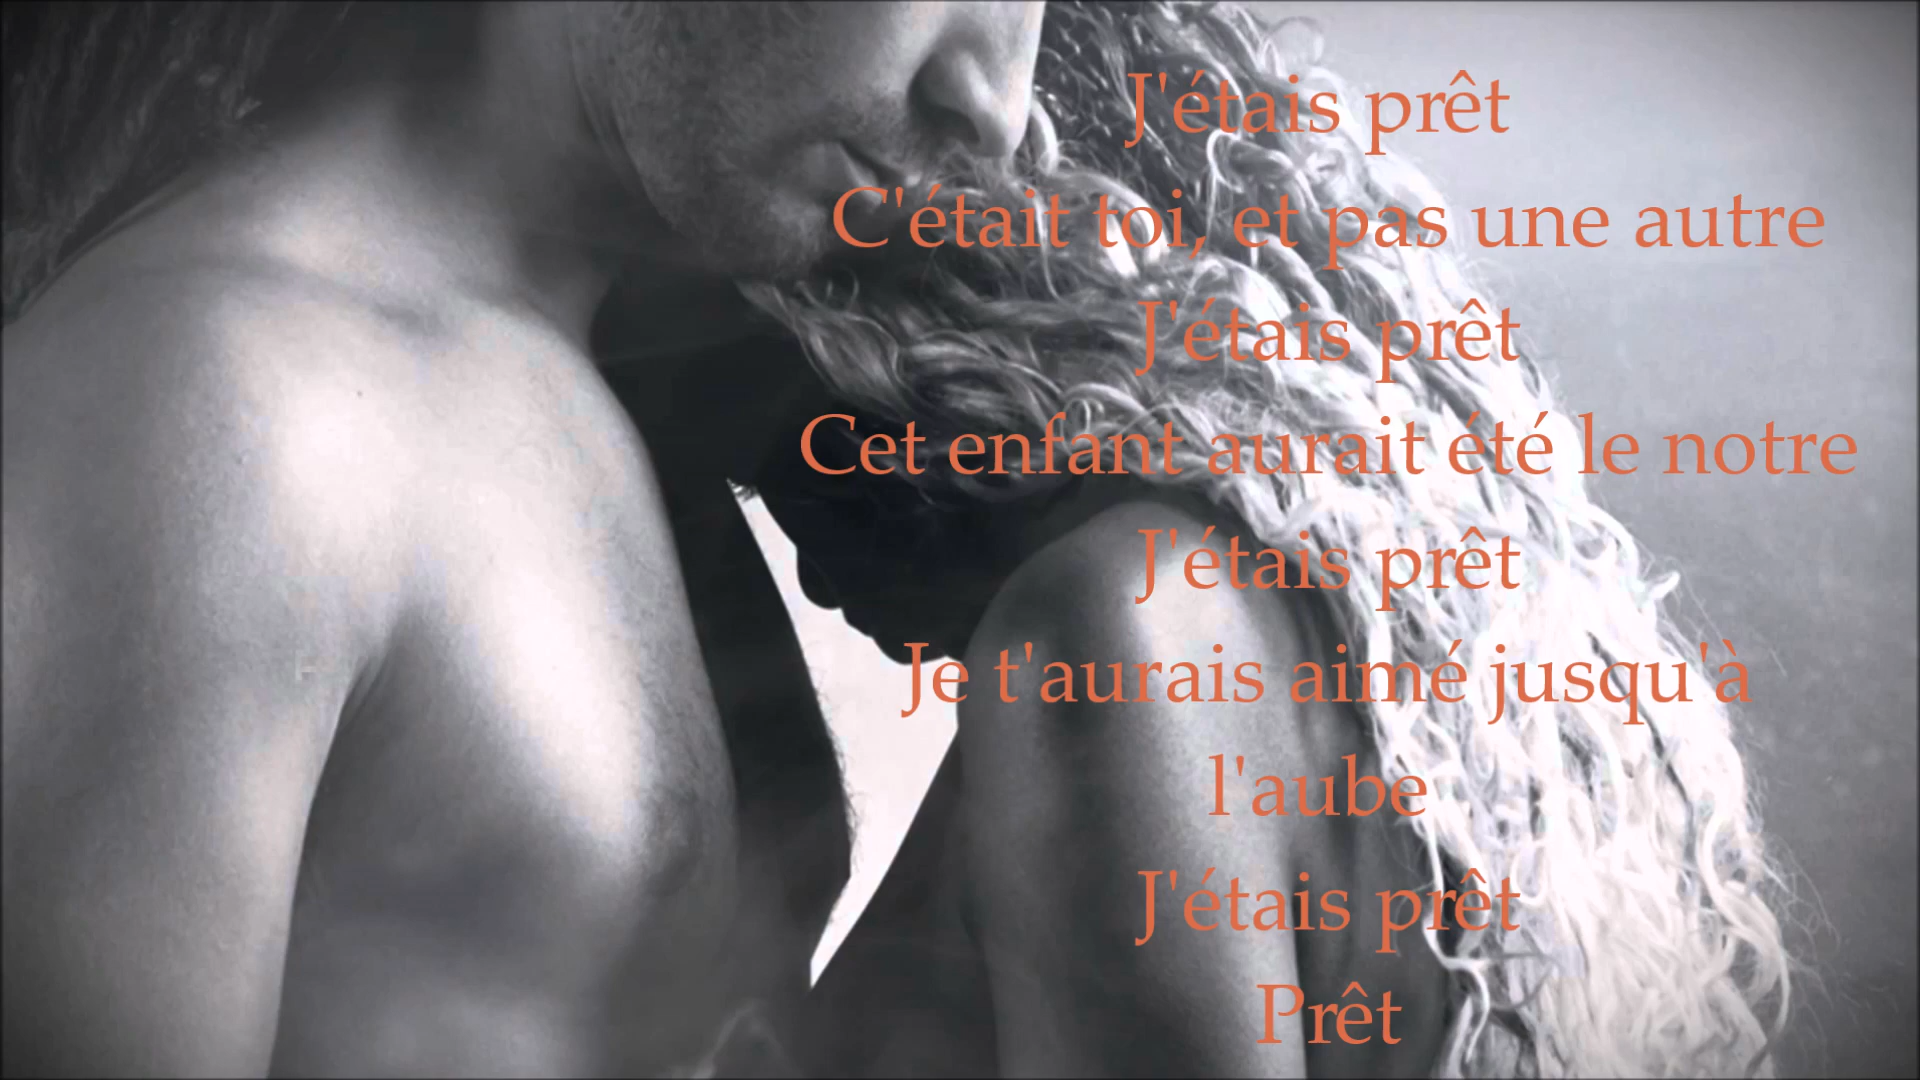 J'étais prêt
C'était toi, et pas une autre
J'étais prêt
Cet enfant aurait été le notre
J'étais prêt
Je t'aurais aimé jusqu'à
l'aube
J'étais prêt
Prêt